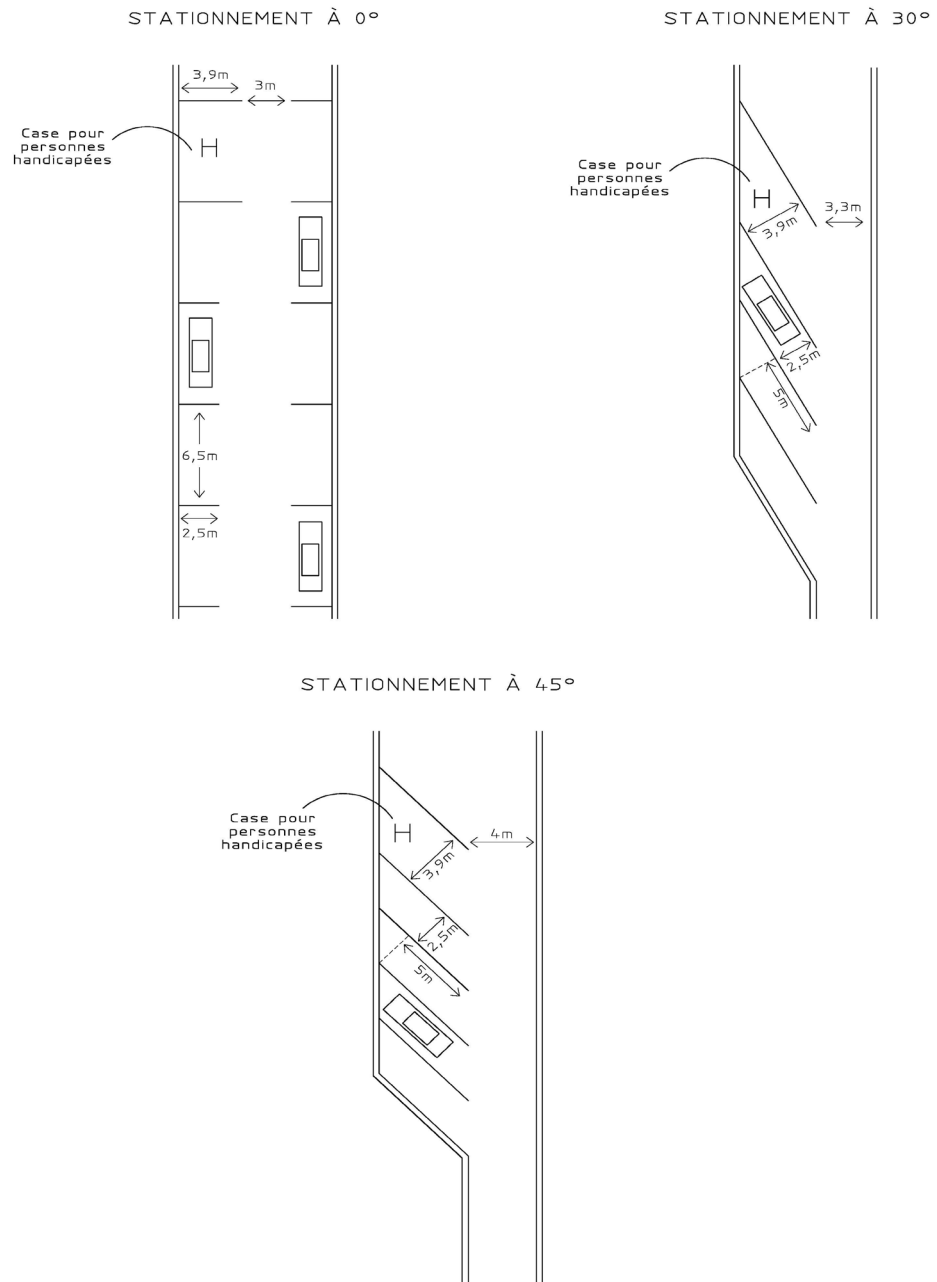 STATIONNEMENT À 0°
3,9m
3m
Case pour
personnes
handicapées
H
6,5m
2,5m
STATIONNEMENT À 30°
Case pour
personnes
handicapées
H
3,9m
3,3m
2,5m
5m
STATIONNEMENT À 45°
Case pour
personnes
handicapées
H
3,9m
4m
2,5m
5m